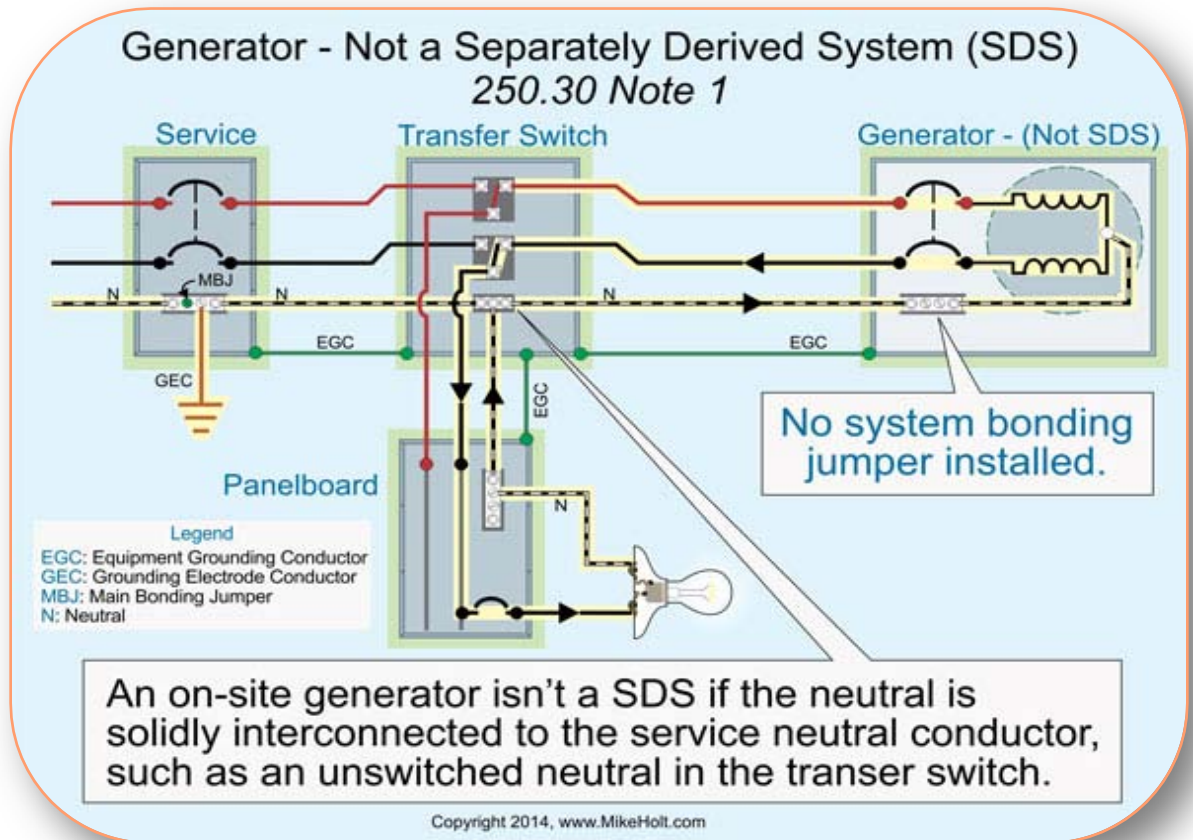 Generator - Not a Separately Derived System (SDS)
250.30 Note 1
Service
Transfer Switch
Generator - (Not SDS)
MBJ
N
N
N
EGC
EGC
GEC
EGC
No system bonding
jumper installed.
Panelboard
N
Legend
EGC: Equipment Grounding Conductor
GEC: Grounding Electrode Conductor
MBJ: Main Bonding Jumper
N: Neutral
An on-site generator isn't a SDS if the neutral is
solidly interconnected to the service neutral conductor,
such as an unswitched neutral in the transer switch.
Copyright 2014, www.MikeHolt.com